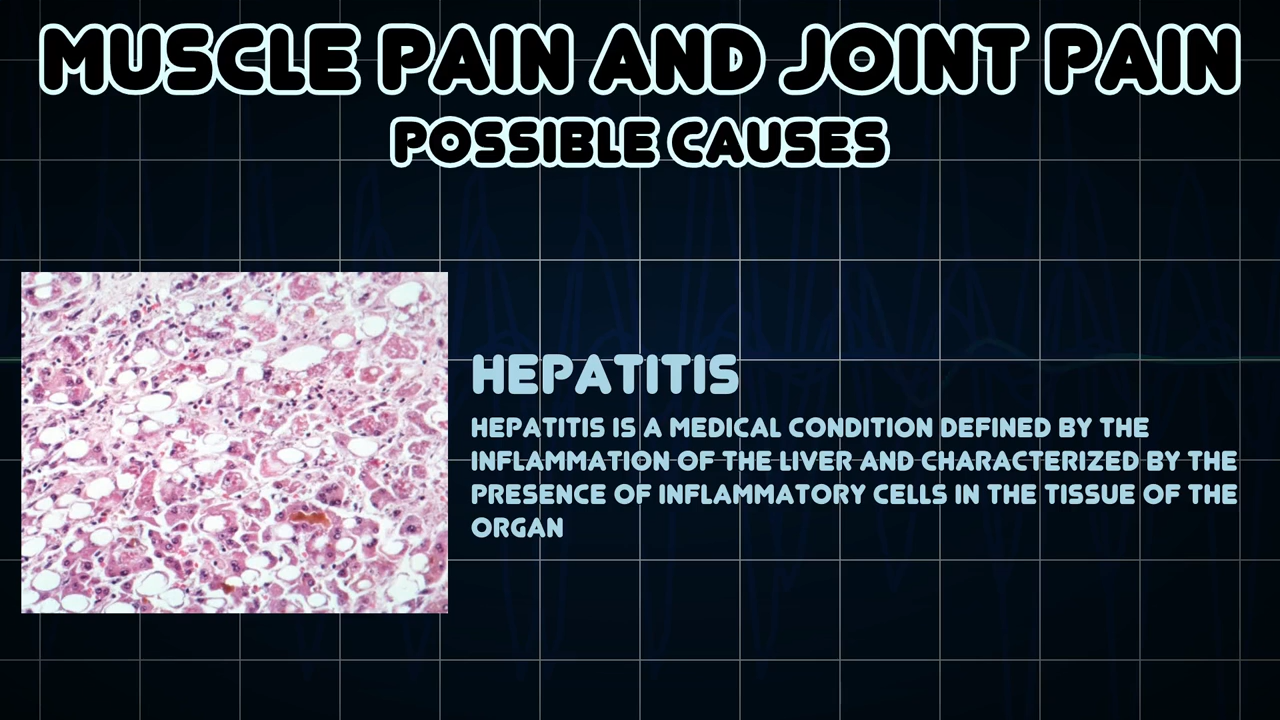 MUSCLE PAIN AND JOINT PAIN
POSSIBLE CAUSES
HEPATITIS
HEPATITIS IS A MEDICAL CONDITION DEFINED BY THE
INFLAMMATION OF THE LIVER AND CHARACTERIZED BY THE
PRESENCE OF INFLAMMATORY CELLS IN THE TISSUE OF THE
ORGAN